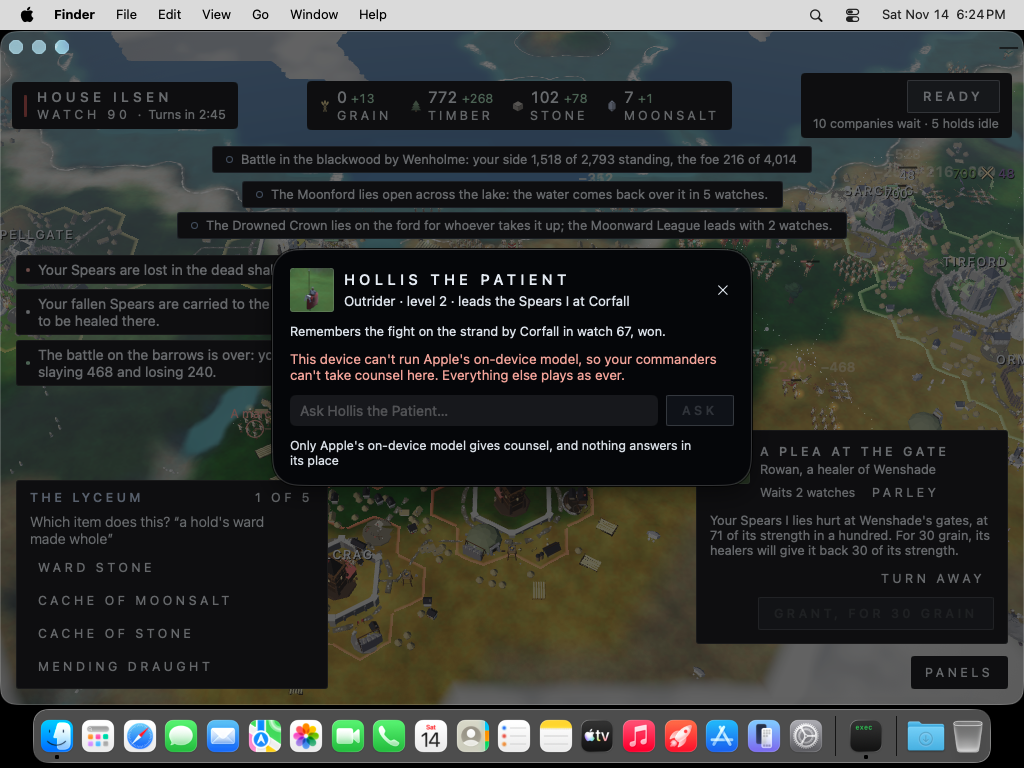 Finder File Edit View Go Window Help Sat Nov 14 6:24 PM
HOUSE ILSEN
WATCH 90 · Turns in 2:45
0 +13 772 +268 102 +78 7 +1
GRAIN TIMBER STONE MOONSALT
READY
10 companies wait · 5 holds idle
Battle in the blackwood by Wenholme: your side 1,518 of 2,793 standing, the foe 216 of 4,014
The Moonford lies open across the lake: the water comes back over it in 5 watches.
The Drowned Crown lies on the ford for whoever takes it up; the Moonward League leads with 2 watches.
PELLGATE
TIRFORD
Your Spears are lost in the dead
Your fallen Spears are carried to the
to be healed there.
The battle on the barrows is over:
slaying 468 and losing 240.
HOLLIS THE PATIENT
Outrider · level 2 · leads the Spears I at Corfall
Remembers the fight on the strand by Corfall in watch 67, won.
This device can't run Apple's on-device model, so your commanders
can't take counsel here. Everything else plays as ever.
Ask Hollis the Patient...
ASK
Only Apple's on-device model gives counsel, and nothing answers in
its place
-468
THE LYCEUM 1 OF 5
Which item does this? “a hold's ward
made whole”
WARD STONE
CACHE OF MOONSALT
CACHE OF STONE
MENDING DRAUGHT
A PLEA AT THE GATE
Rowan, a healer of Wenshade
Waits 2 watches PARLEY
Your Spears I lies hurt at Wenshade's gates, at
71 of its strength in a hundred. For 30 grain, its
healers will give it back 30 of its strength.
TURN AWAY
GRANT, FOR 30 GRAIN
PANELS
Sat
14
tv
exec